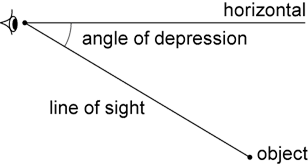 horizontal
angle of depression
line of sight
object